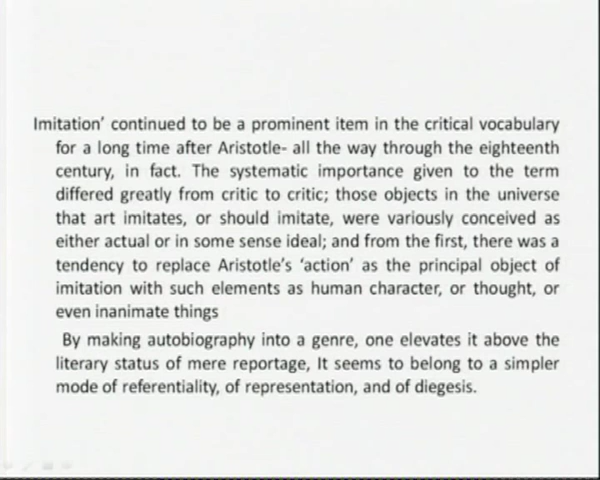 Imitation' continued to be a prominent item in the critical vocabulary
for a long time after Aristotle- all the way through the eighteenth
century, in fact. The systematic importance given to the term
differed greatly from critic to critic; those objects in the universe
that art imitates, or should imitate, were variously conceived as
either actual or in some sense ideal; and from the first, there was a
tendency to replace Aristotle's 'action' as the principal object of
imitation with such elements as human character, or thought, or
even inanimate things
By making autobiography into a genre, one elevates it above the
literary status of mere reportage, It seems to belong to a simpler
mode of referentiality, of representation, and of diegesis.